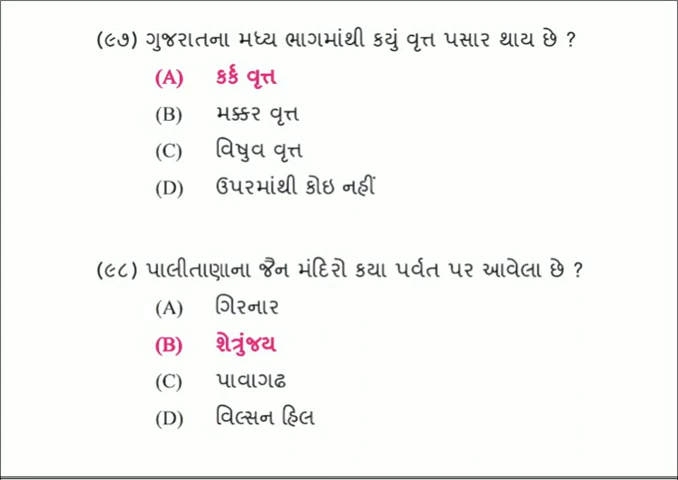 (૯૭) ગુજરાતના મધ્ય ભાગમાંથી કયું વૃત્ત પસાર થાય છે ?
(A) કર્ક વૃત્ત
(B) મક્કર વૃત્ત
(C) વિષુવ વૃત્ત
(D) ઉપરમાંથી કોઇ નહીં
(૯૮) પાલીતાણાના જૈન મંદિરો કયા પર્વત પર આવેલા છે ?
(A) ગિરનાર
(B) શેત્રુંજય
(C) પાવાગઢ
(D) વિલ્સન હિલ